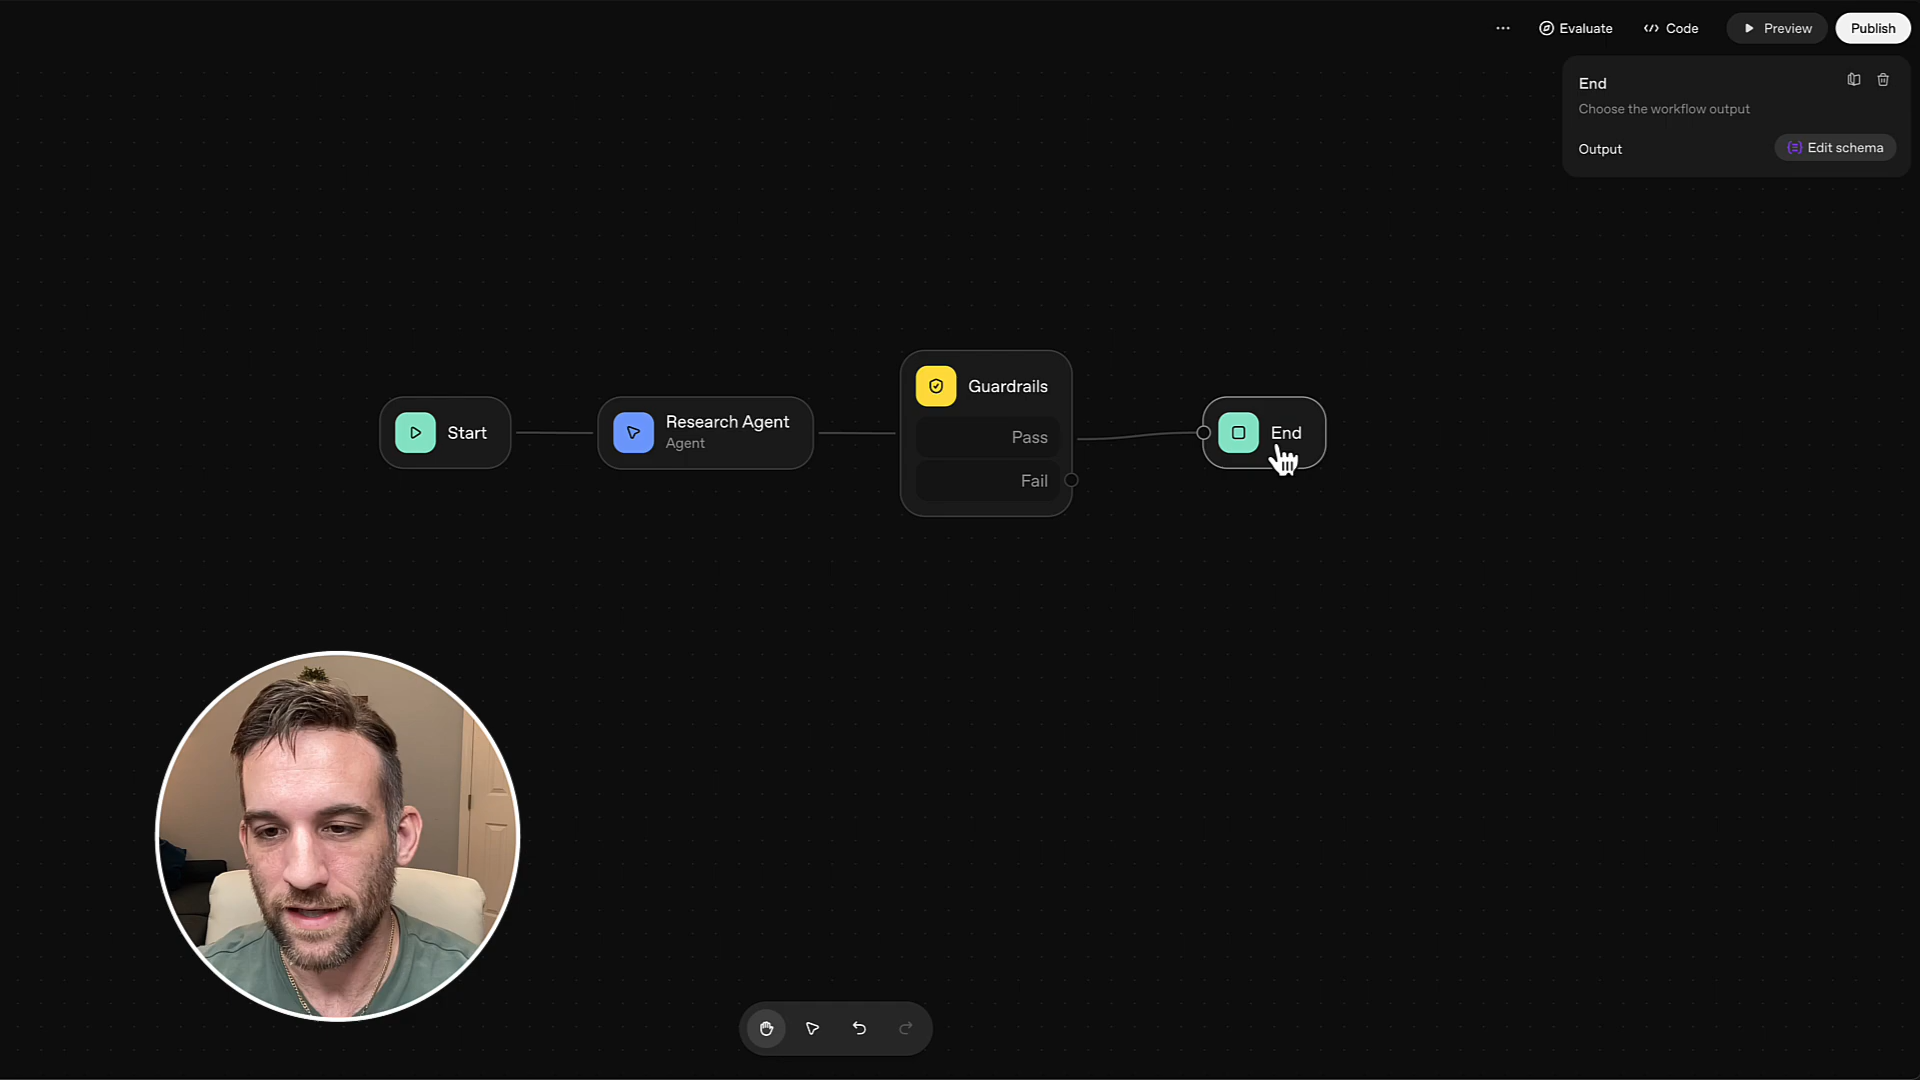 Evaluate
Code
Preview
Publish
End
Choose the workflow output
Output
Edit schema
Start
Research Agent
Agent
Guardrails
Pass
Fail
End